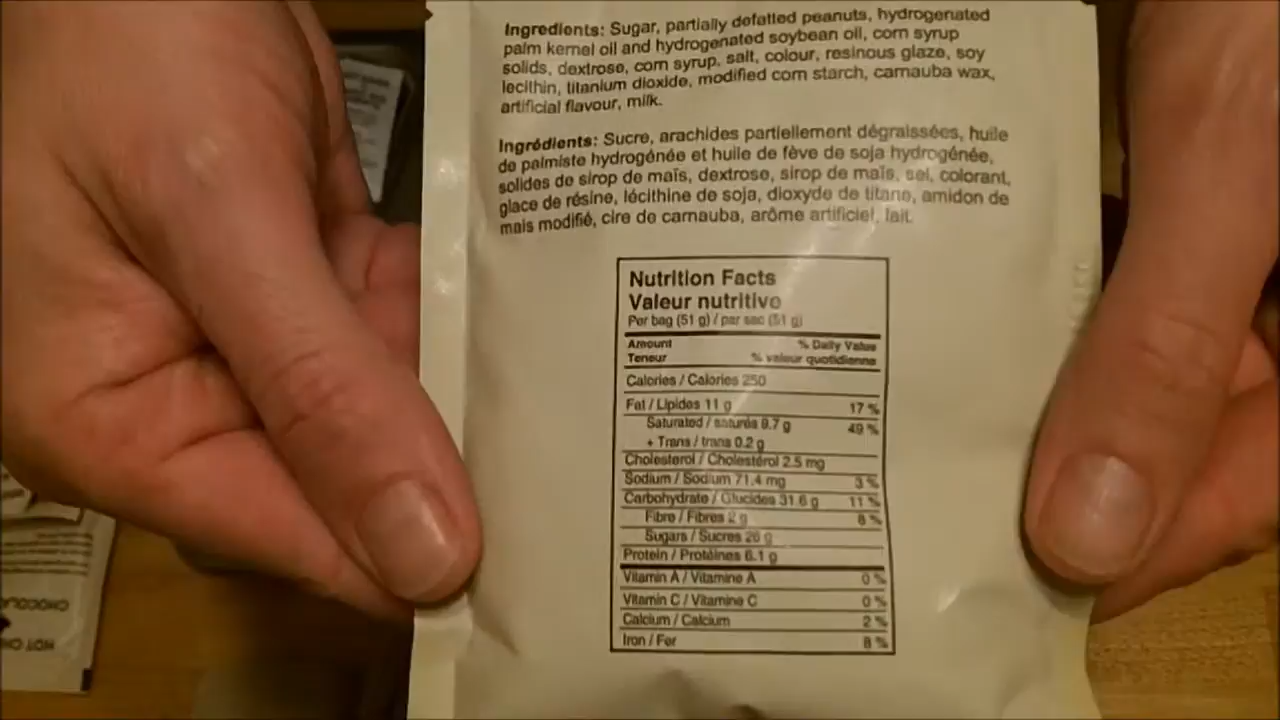 Ingredients: Sugar, partially defatted peanuts, hydrogenated
palm kernel oil and hydrogenated soybean oil, corn syrup
solids, dextrose, corn syrup, salt, colour, resinous glaze, soy
lecithin, titanium dioxide, modified corn starch, carnauba wax,
artificial flavour, milk.
Ingrédients: Sucre, arachides partiellement dégraissées, huile
de palmiste hydrogénée et huile de fève de soja hydrogénée,
solides de sirop de maïs, dextrose, sirop de maïs, sel, colorant,
glace de résine, lécithine de soja, dioxyde de titane, amidon de
maïs modifié, cire de carnauba, arôme artificiel, lait.
Nutrition Facts
Valeur nutritive
Per bag (51 g) / par sac (51 g)
Amount % Daily Value
Teneur % valeur quotidienne
Calories / Calories 250
Fat / Lipides 11 g 17 %
Saturated / saturés 9.7 g 49 %
+ Trans / trans 0.2 g
Cholesterol / Cholestérol 2.5 mg
Sodium / Sodium 71.4 mg 3 %
Carbohydrate / Glucides 31.6 g 11 %
Fibre / Fibres 2 g 8 %
Sugars / Sucres 26 g
Protein / Protéines 6.1 g
Vitamin A / Vitamine A 0 %
Vitamin C / Vitamine C 0 %
Calcium / Calcium 2 %
Iron / Fer 8 %